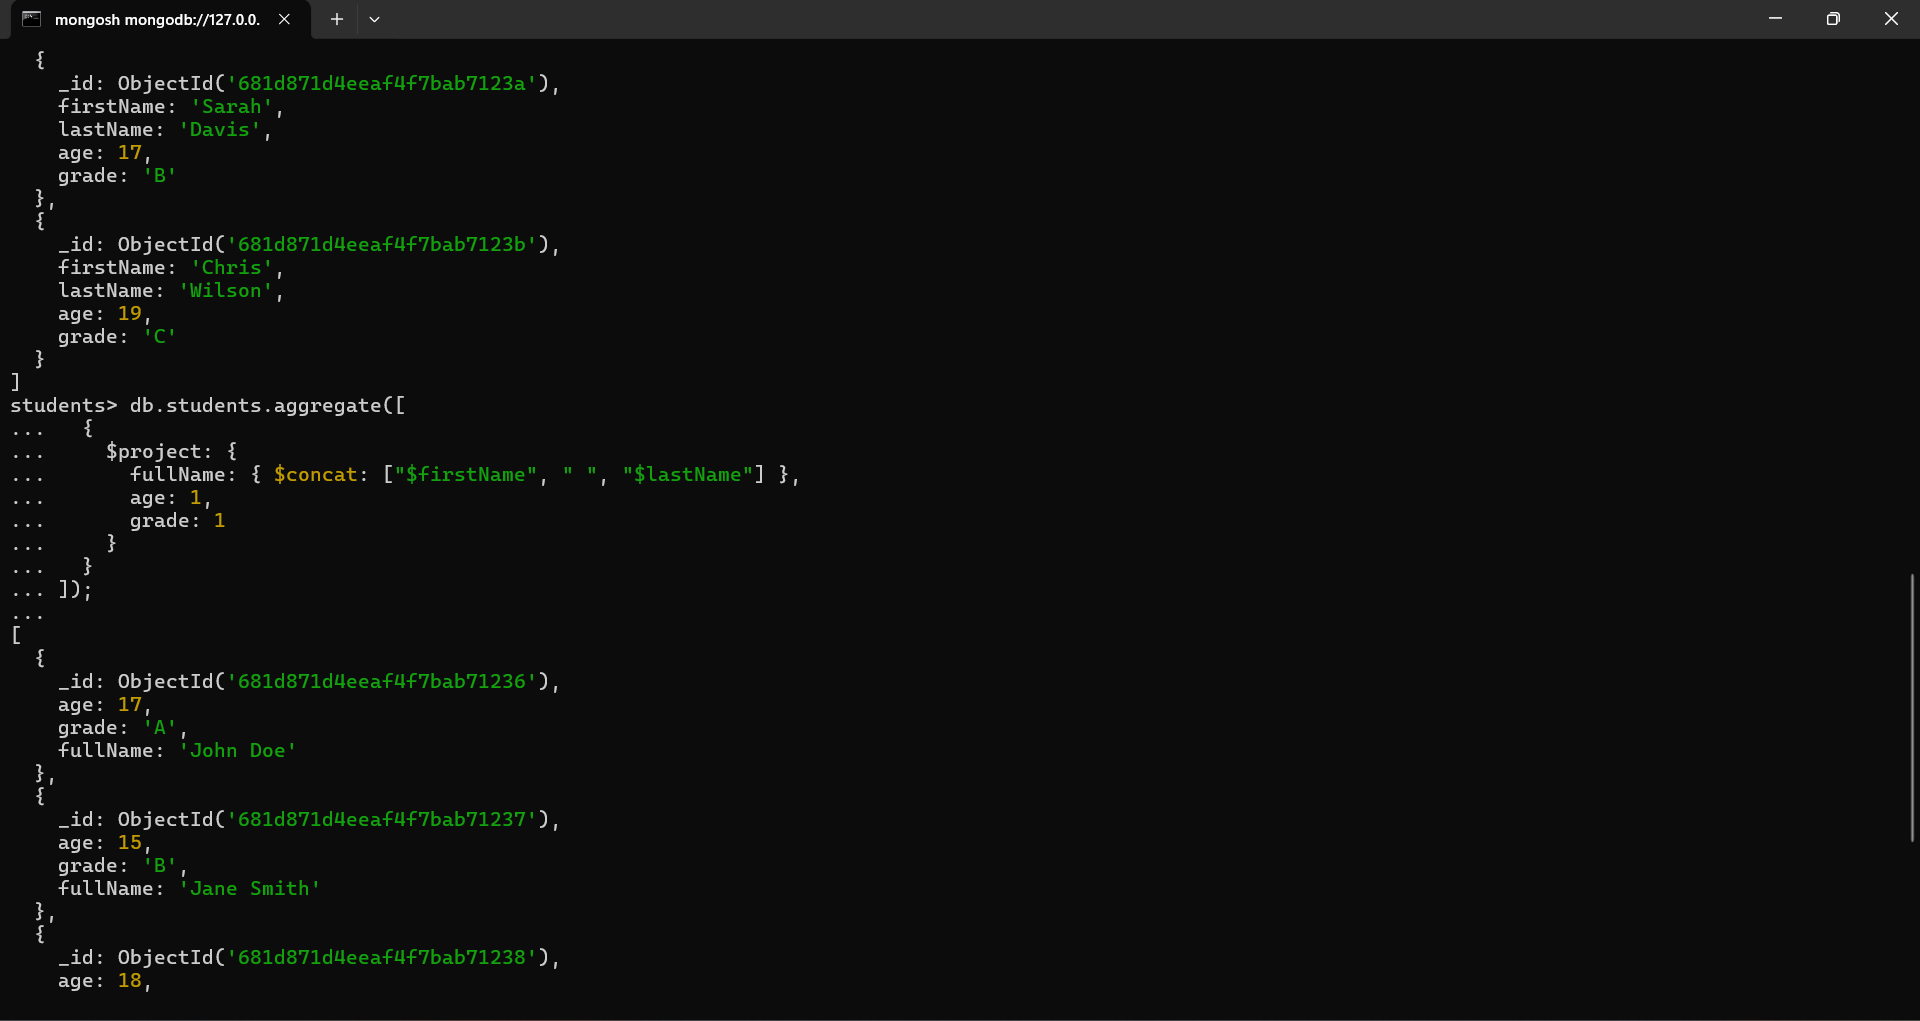 mongosh mongodb://127.0.0.
{
_id: ObjectId('681d871d4eeaf4f7bab7123a'),
firstName: 'Sarah',
lastName: 'Davis',
age: 17,
grade: 'B'
},
{
_id: ObjectId('681d871d4eeaf4f7bab7123b'),
firstName: 'Chris',
lastName: 'Wilson',
age: 19,
grade: 'C'
}
]
students> db.students.aggregate([
... {
... $project: {
... fullName: { $concat: ["$firstName", " ", "$lastName"] },
... age: 1,
... grade: 1
... }
... }
... ]);
...
[
{
_id: ObjectId('681d871d4eeaf4f7bab71236'),
age: 17,
grade: 'A',
fullName: 'John Doe'
},
{
_id: ObjectId('681d871d4eeaf4f7bab71237'),
age: 15,
grade: 'B',
fullName: 'Jane Smith'
},
{
_id: ObjectId('681d871d4eeaf4f7bab71238'),
age: 18,